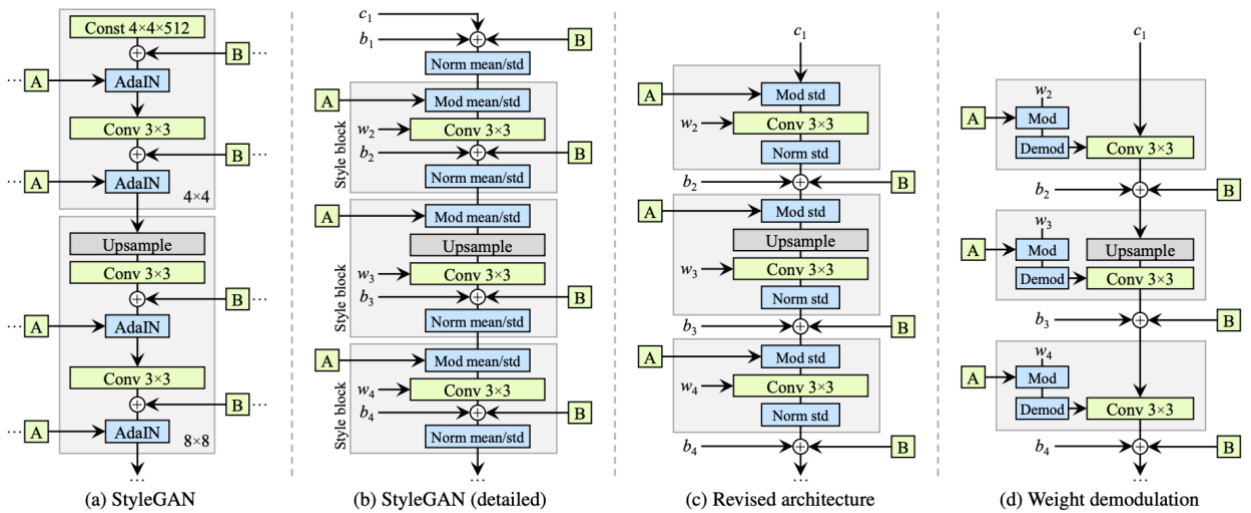 Const 4×4×512
B ...
... A
AdaIN
Conv 3×3
B ...
... A
AdaIN
4×4
Upsample
Conv 3×3
B ...
... A
AdaIN
Conv 3×3
B ...
... A
AdaIN
8×8
...
(a) StyleGAN
c1
b1
B
Norm mean/std
A
Mod mean/std
w2
Conv 3×3
b2
B
Norm mean/std
Style block
A
Mod mean/std
Upsample
w3
Conv 3×3
b3
B
Norm mean/std
Style block
A
Mod mean/std
w4
Conv 3×3
b4
B
Norm mean/std
Style block
...
(b) StyleGAN (detailed)
c1
A
Mod std
w2
Conv 3×3
Norm std
b2
B
A
Mod std
Upsample
w3
Conv 3×3
Norm std
b3
B
A
Mod std
w4
Conv 3×3
Norm std
b4
B
...
(c) Revised architecture
c1
w2
A
Mod
Demod
Conv 3×3
b2
B
w3
A
Mod
Upsample
Demod
Conv 3×3
b3
B
w4
A
Mod
Demod
Conv 3×3
b4
B
...
(d) Weight demodulation